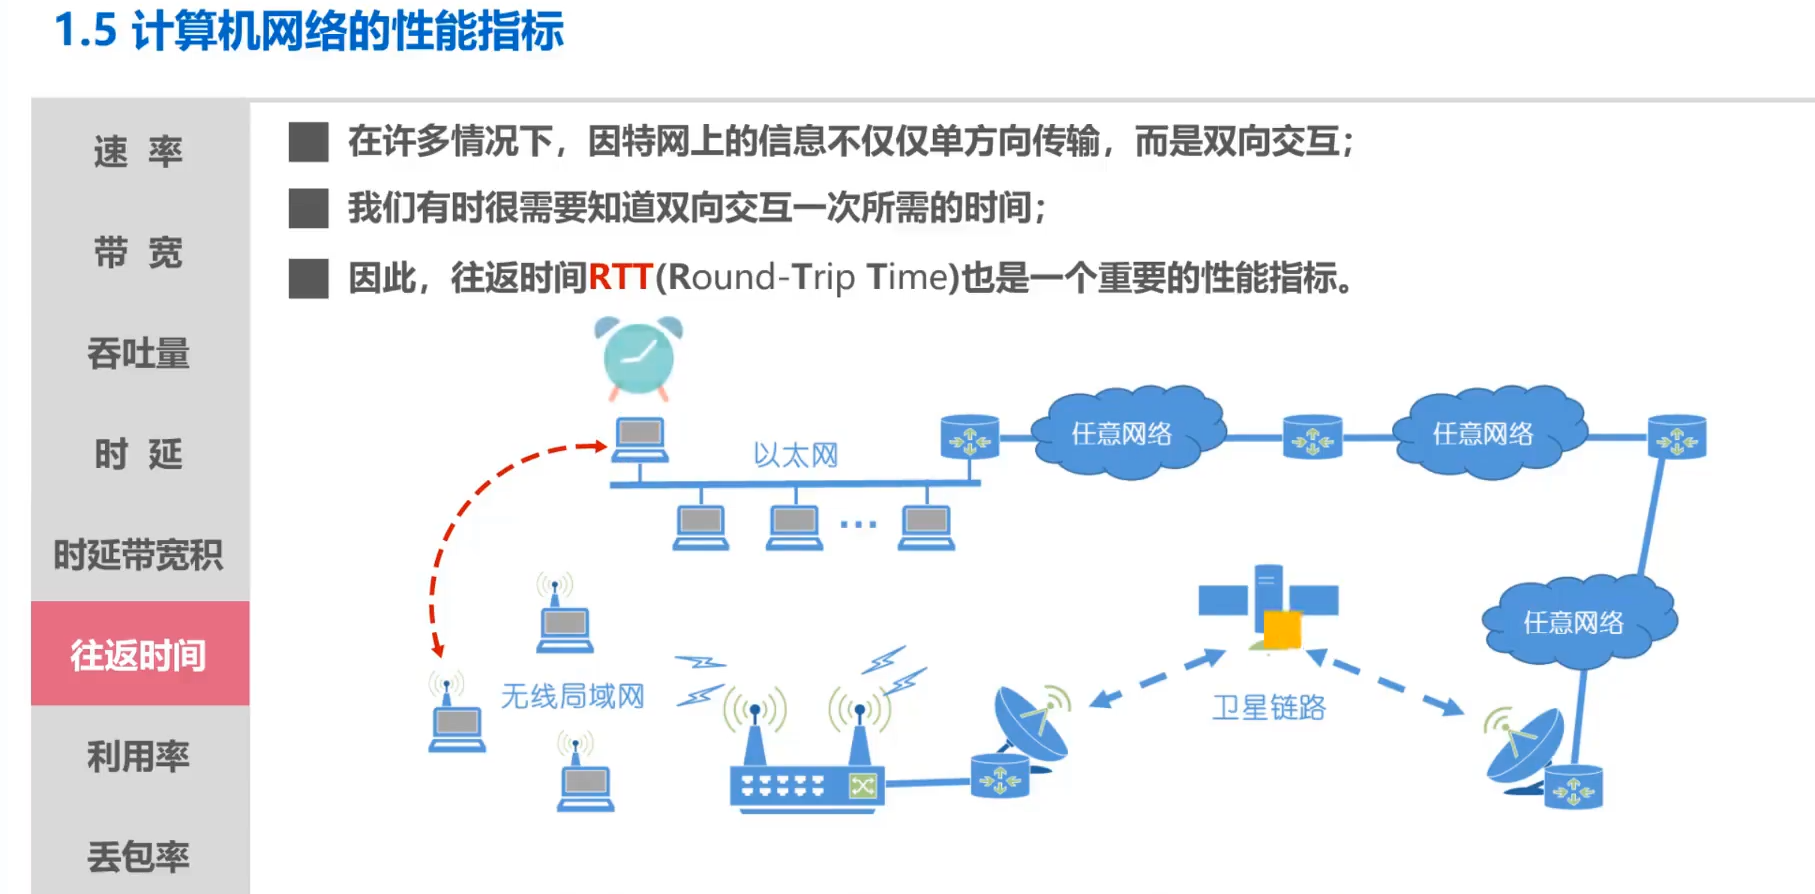 1.5 计算机网络的性能指标
速 率
带 宽
吞吐量
时 延
时延带宽积
往返时间
利用率
丢包率
在许多情况下，因特网上的信息不仅仅单方向传输，而是双向交互；
我们有时很需要知道双向交互一次所需的时间；
因此，往返时间RTT(Round-Trip Time)也是一个重要的性能指标。
以太网
任意网络
任意网络
任意网络
无线局域网
卫星链路